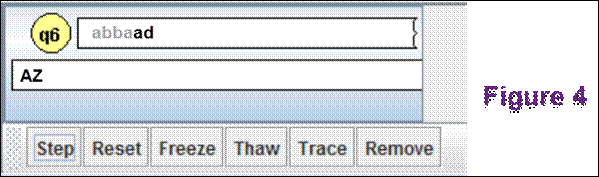 q6 abbaad
AZ
Figure 4
Step Reset Freeze Thaw Trace Remove